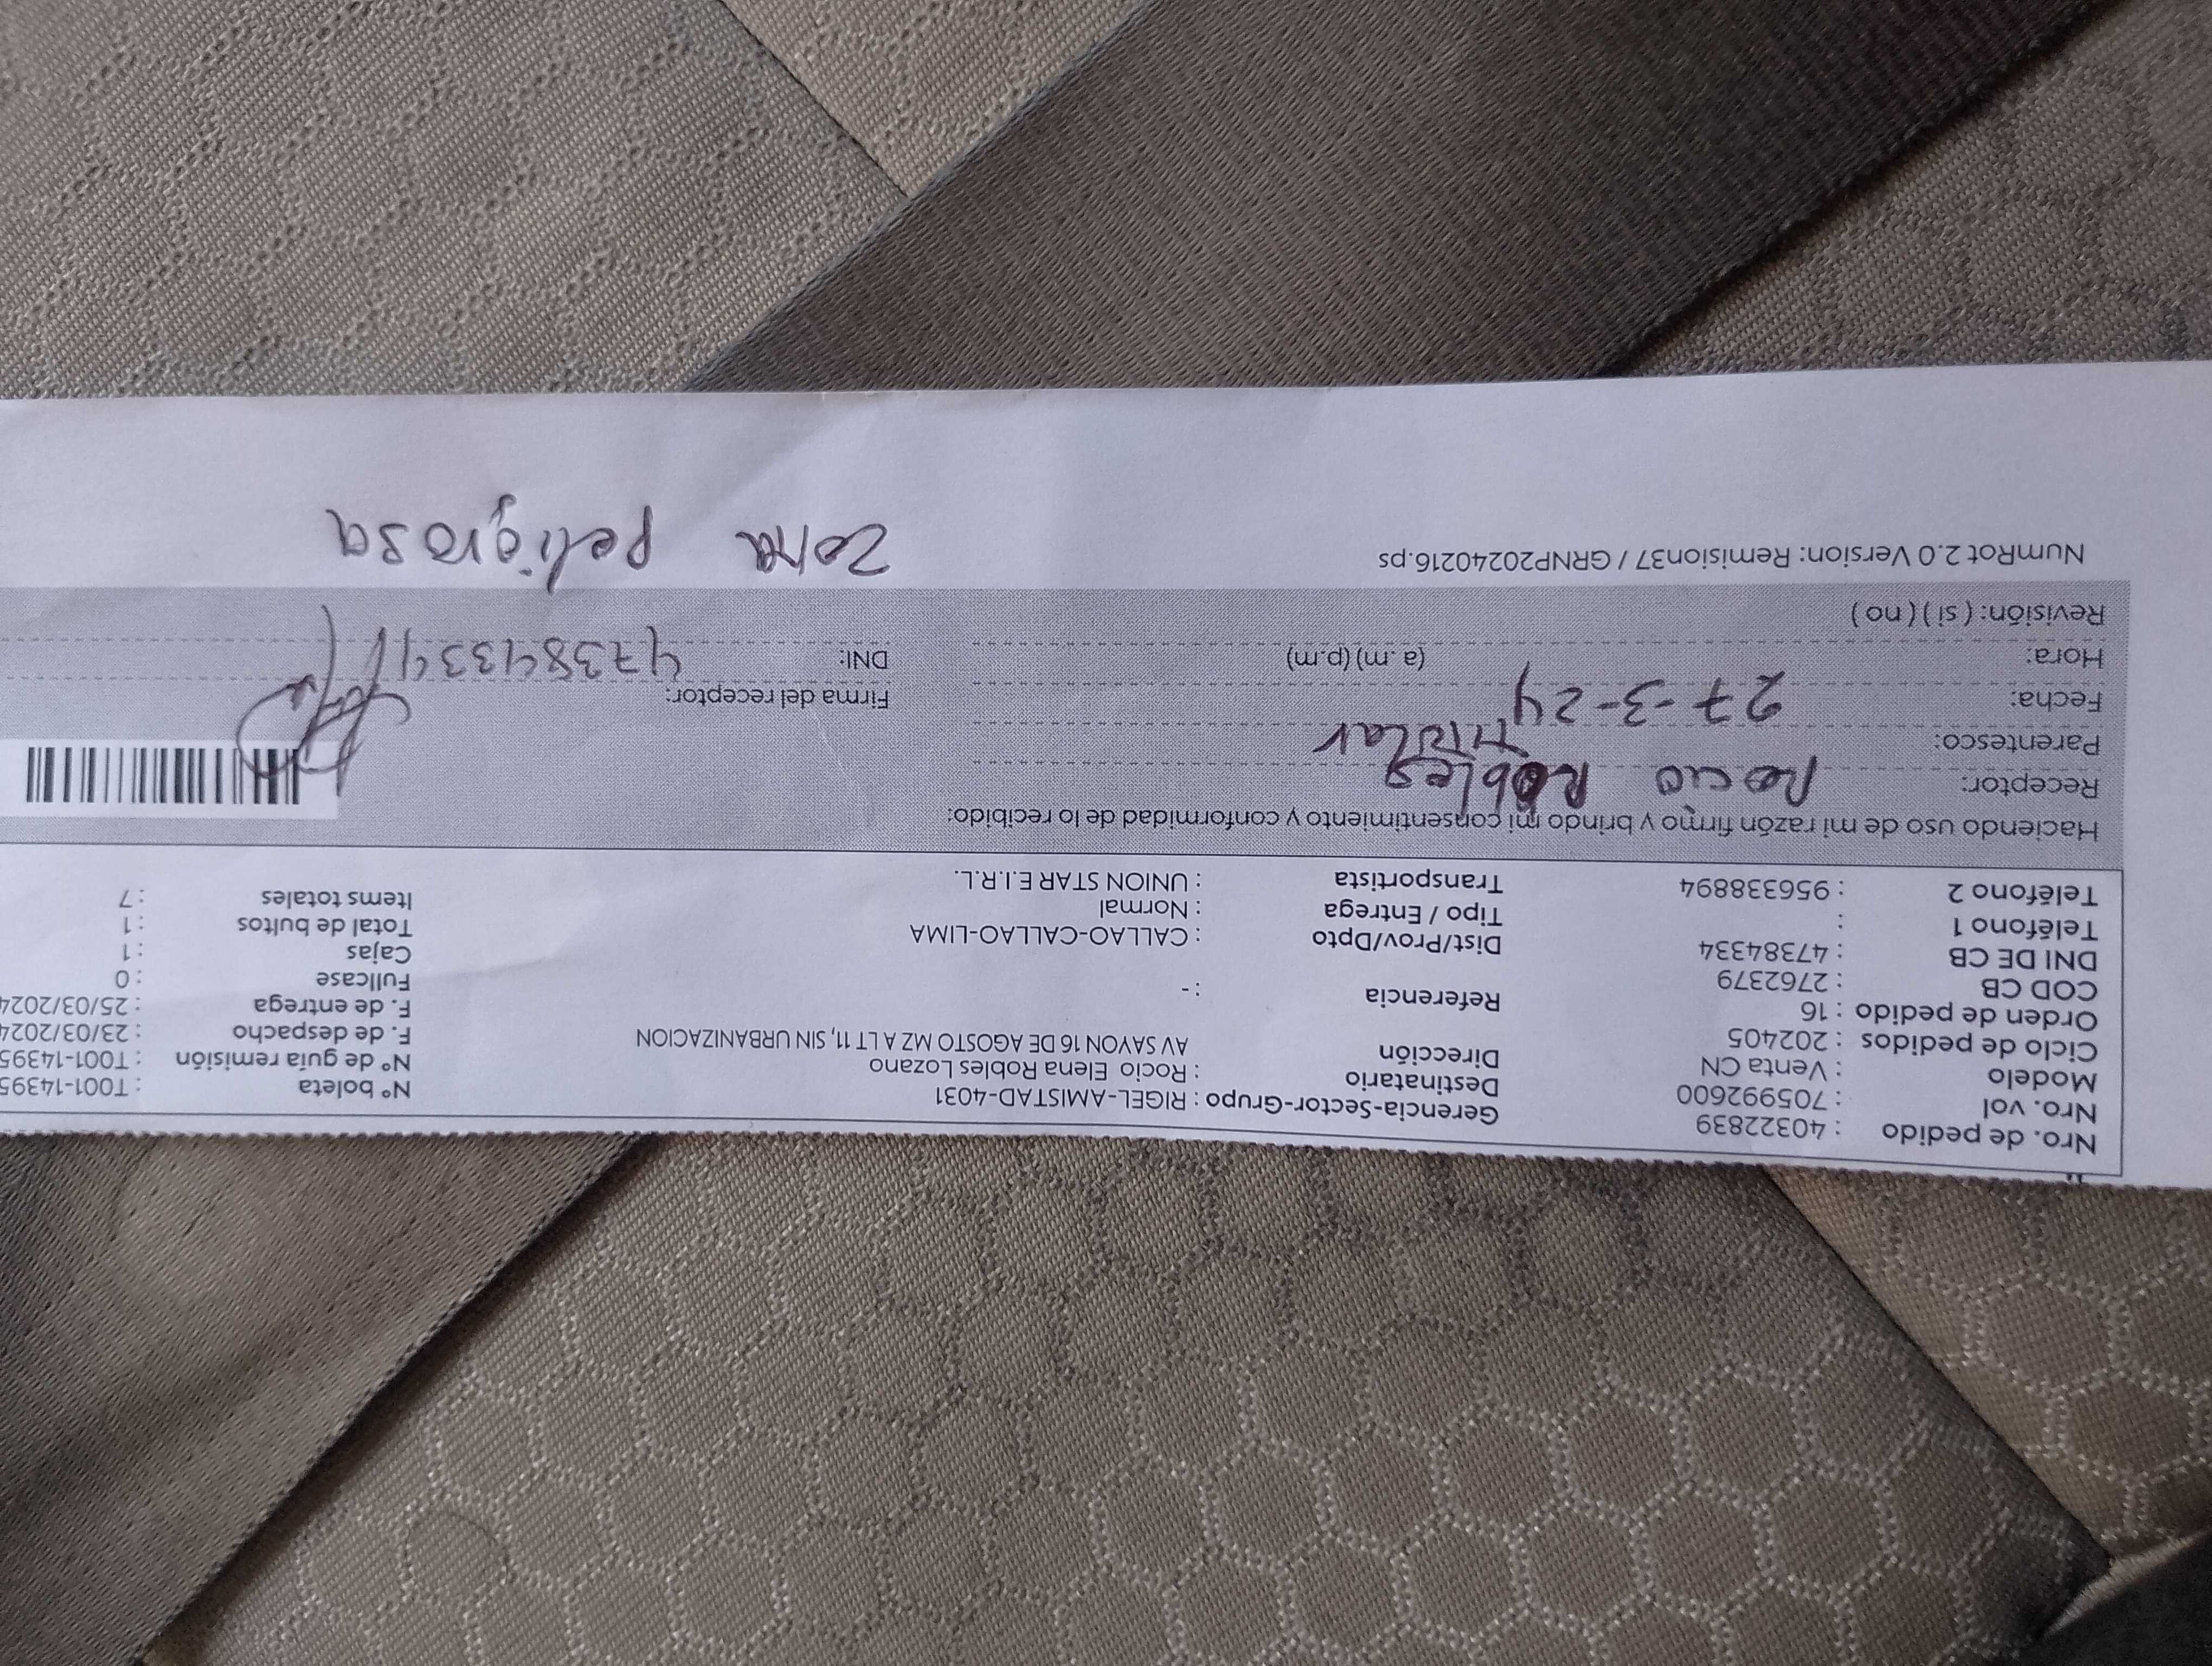 Nro. de pedido : 40322839
Nro. vol : 705992600
Modelo : Venta CN
Ciclo de pedidos : 202405
Orden de pedido : 16
COD CB : 2762379
DNI DE CB : 47384334
Teléfono 1 :
Teléfono 2 : 956338894
Gerencia-Sector-Grupo : RIGEL-AMISTAD-4031
Destinatario : Rocio Elena Robles Lozano
Dirección AV SAYON 16 DE AGOSTO MZ A LT 11, SIN URBANIZACION
Referencia : -
Dist/Prov/Dpto : CALLAO-CALLAO-LIMA
Tipo / Entrega : Normal
Transportista : UNION STAR E.I.R.L.
N° boleta : T001-14395
N° de guía remisión : T001-14395
F. de despacho : 23/03/2024
F. de entrega : 25/03/2024
Fullcase : 0
Cajas : 1
Total de bultos : 1
Items totales : 7
Haciendo uso de mi razón firmo y brindo mi consentimiento y conformidad de lo recibido:
Receptor: Rocio Robles
Parentesco: titular
Fecha: 27-3-24
Hora: (a.m) (p.m)
Revisión: ( si ) ( no )
Firma del receptor:
DNI: 47384334
NumRot 2.0 Version: Remision37 / GRNP20240216.ps
zona peligrosa